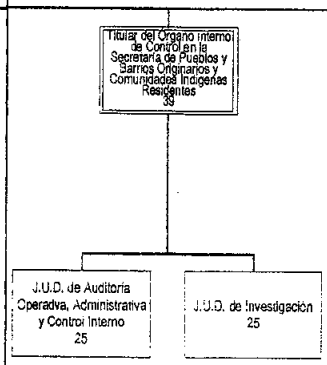 Titular del Órgano Interno
de Control en la
Secretaría de Pueblos y
Barrios Originarios y
Comunidades Indígenas
Residentes
39
J.U.D. de Auditoría
Operativa, Administrativa
y Control Interno
25
J.U.D. de Investigación
25